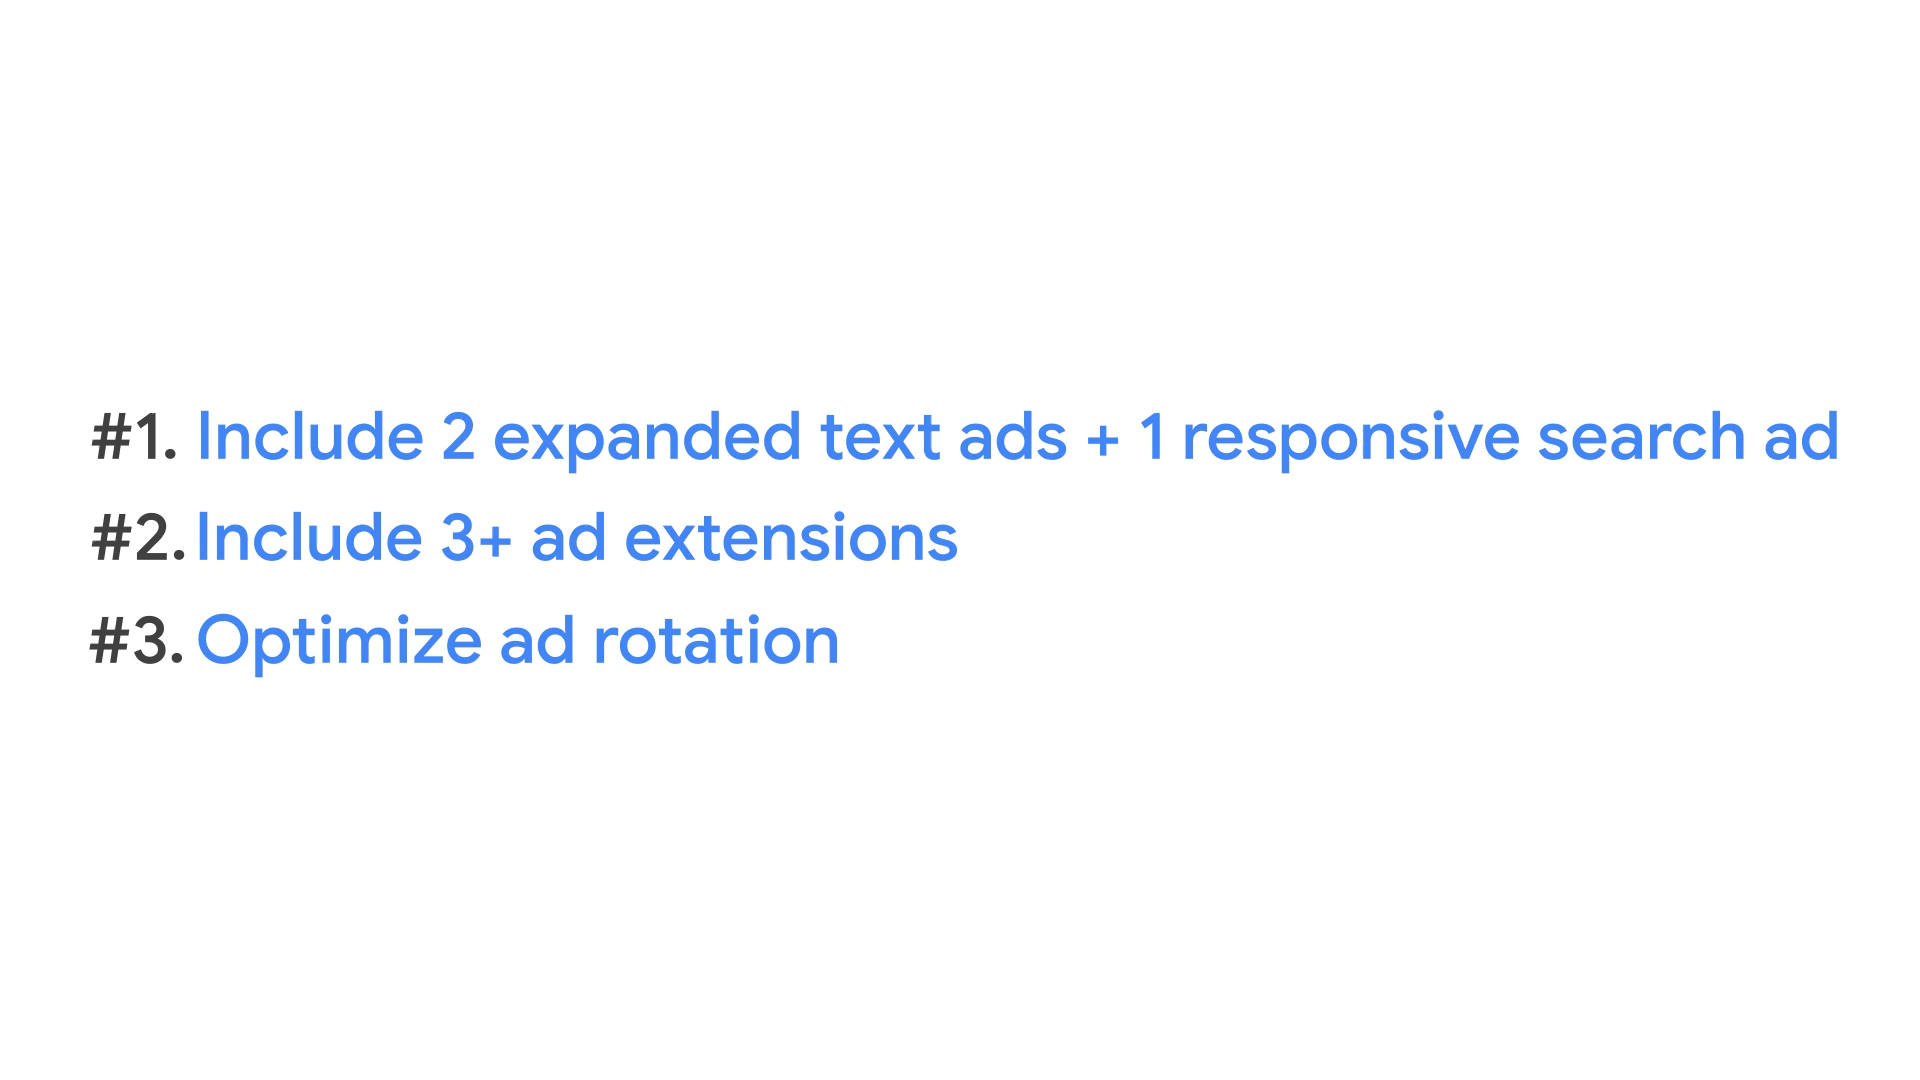 #1. Include 2 expanded text ads + 1 responsive search ad
#2. Include 3+ ad extensions
#3. Optimize ad rotation